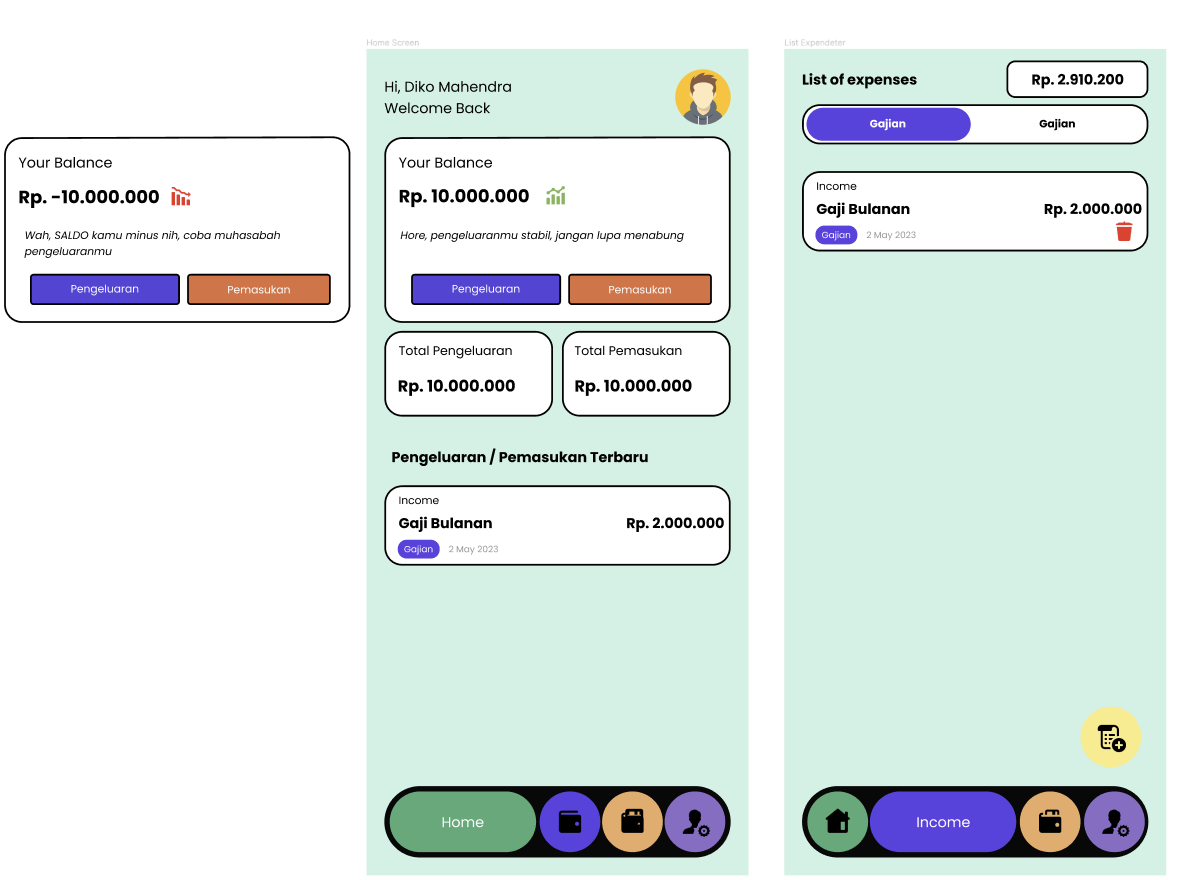 Your Balance
Rp. -10.000.000
Wah, SALDO kamu minus nih, coba muhasabah
pengeluaranmu
Pengeluaran
Pemasukan
Home Screen
Hi, Diko Mahendra
Welcome Back
Your Balance
Rp. 10.000.000
Hore, pengeluaranmu stabil, jangan lupa menabung
Pengeluaran
Pemasukan
Total Pengeluaran
Rp. 10.000.000
Total Pemasukan
Rp. 10.000.000
Pengeluaran / Pemasukan Terbaru
Income
Gaji Bulanan
Rp. 2.000.000
Gajian
2 May 2023
Home
List Expendeter
List of expenses
Rp. 2.910.200
Gajian
Gajian
Income
Gaji Bulanan
Rp. 2.000.000
Gajian
2 May 2023
Income